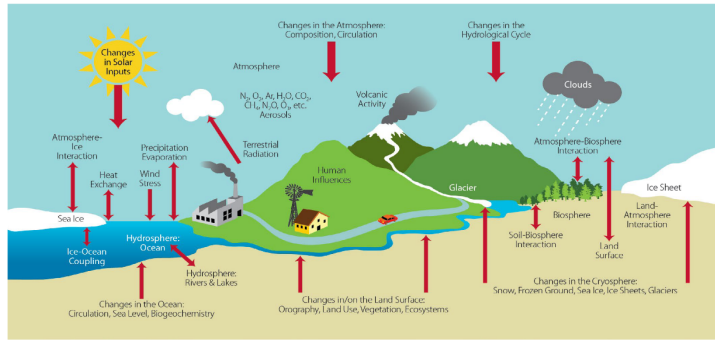 Changes in the Atmosphere:
Composition, Circulation
Changes in the
Hydrological Cycle
Changes
in Solar
Inputs
Atmosphere
N₂, O₂, Ar, H₂O, CO₂,
CH₄, N₂O, O₃, etc.
Aerosols
Volcanic
Activity
Clouds
Atmosphere-
Ice
Interaction
Precipitation
Evaporation
Terrestrial
Radiation
Atmosphere-Biosphere
Interaction
Heat
Exchange
Wind
Stress
Human
Influences
Glacier
Ice Sheet
Sea Ice
Biosphere
Land-
Atmosphere
Interaction
Ice-Ocean
Coupling
Hydrosphere:
Ocean
Soil-Biosphere
Interaction
Land
Surface
Hydrosphere:
Rivers & Lakes
Changes in the Cryosphere:
Snow, Frozen Ground, Sea Ice, Ice Sheets, Glaciers
Changes in the Ocean:
Circulation, Sea Level, Biogeochemistry
Changes in/on the Land Surface:
Orography, Land Use, Vegetation, Ecosystems